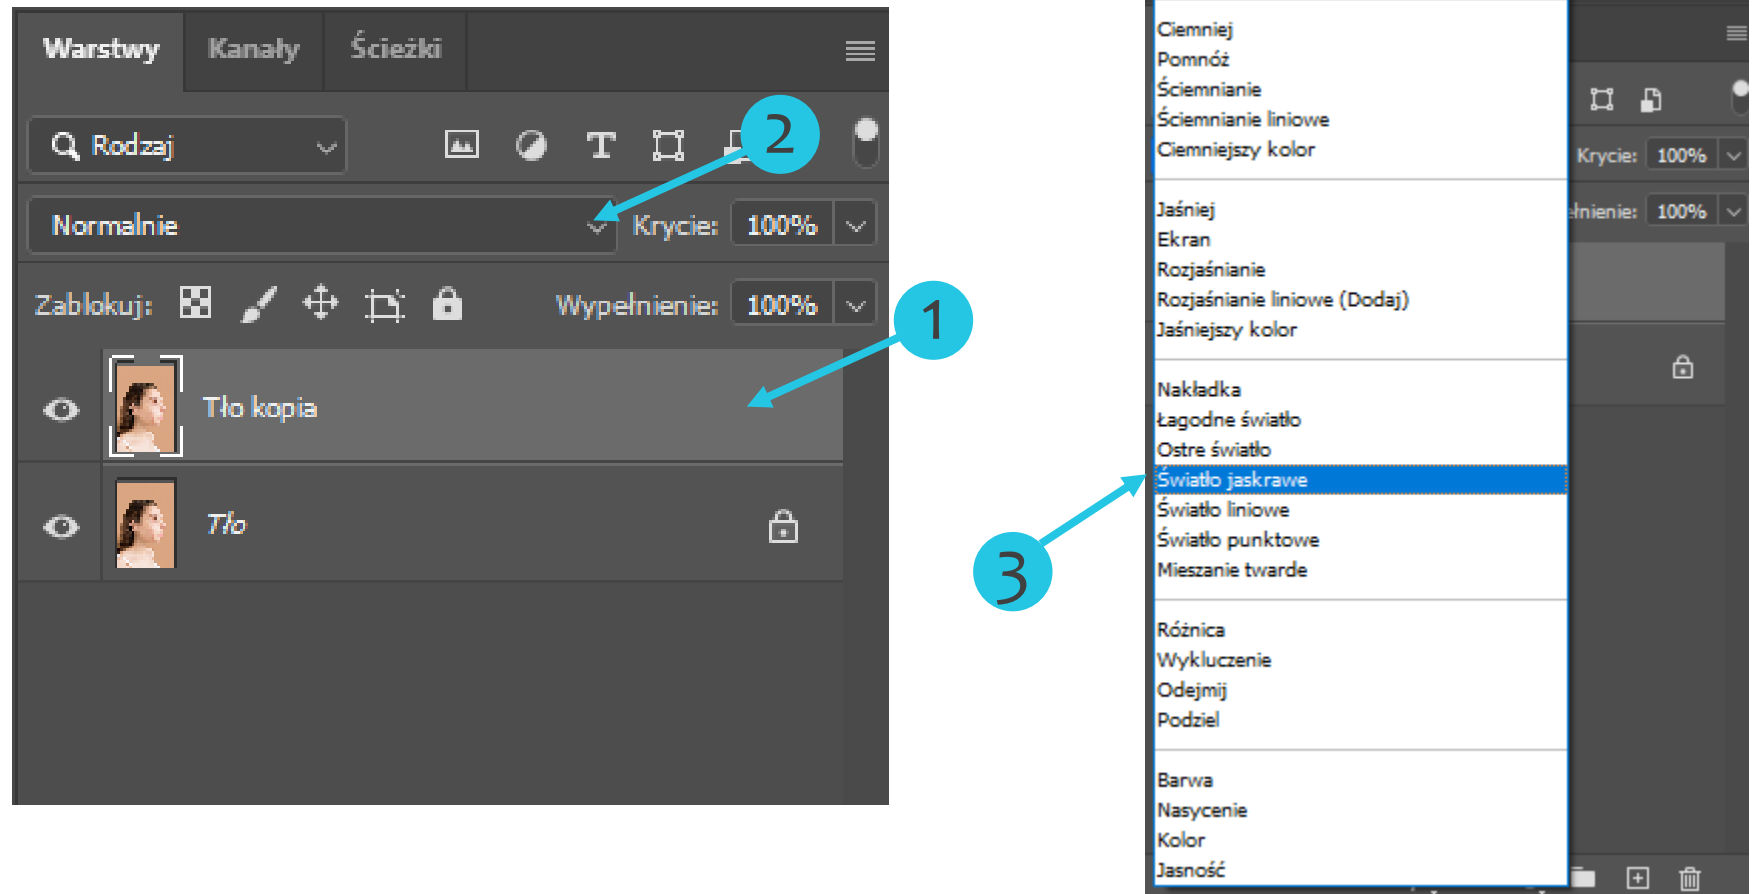 Warstwy Kanały Ścieżki
Rodzaj
2
Normalnie Krycie: 100%
Zablokuj: Wypełnienie: 100%
1
Tło kopia
Tło
3
Ciemniej
Pomnóż
Ściemnianie
Ściemnianie liniowe
Ciemniejszy kolor
Jaśniej
Ekran
Rozjaśnianie
Rozjaśnianie liniowe (Dodaj)
Jaśniejszy kolor
Nakładka
Łagodne światło
Ostre światło
Światło jaskrawe
Światło liniowe
Światło punktowe
Mieszanie twarde
Różnica
Wykluczenie
Odejmij
Podziel
Barwa
Nasycenie
Kolor
Jasność
Krycie: 100%
ełnienie: 100%